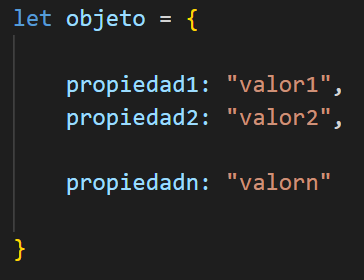 let objeto = {
propiedad1: "valor1",
propiedad2: "valor2",
propiedadn: "valorn"
}